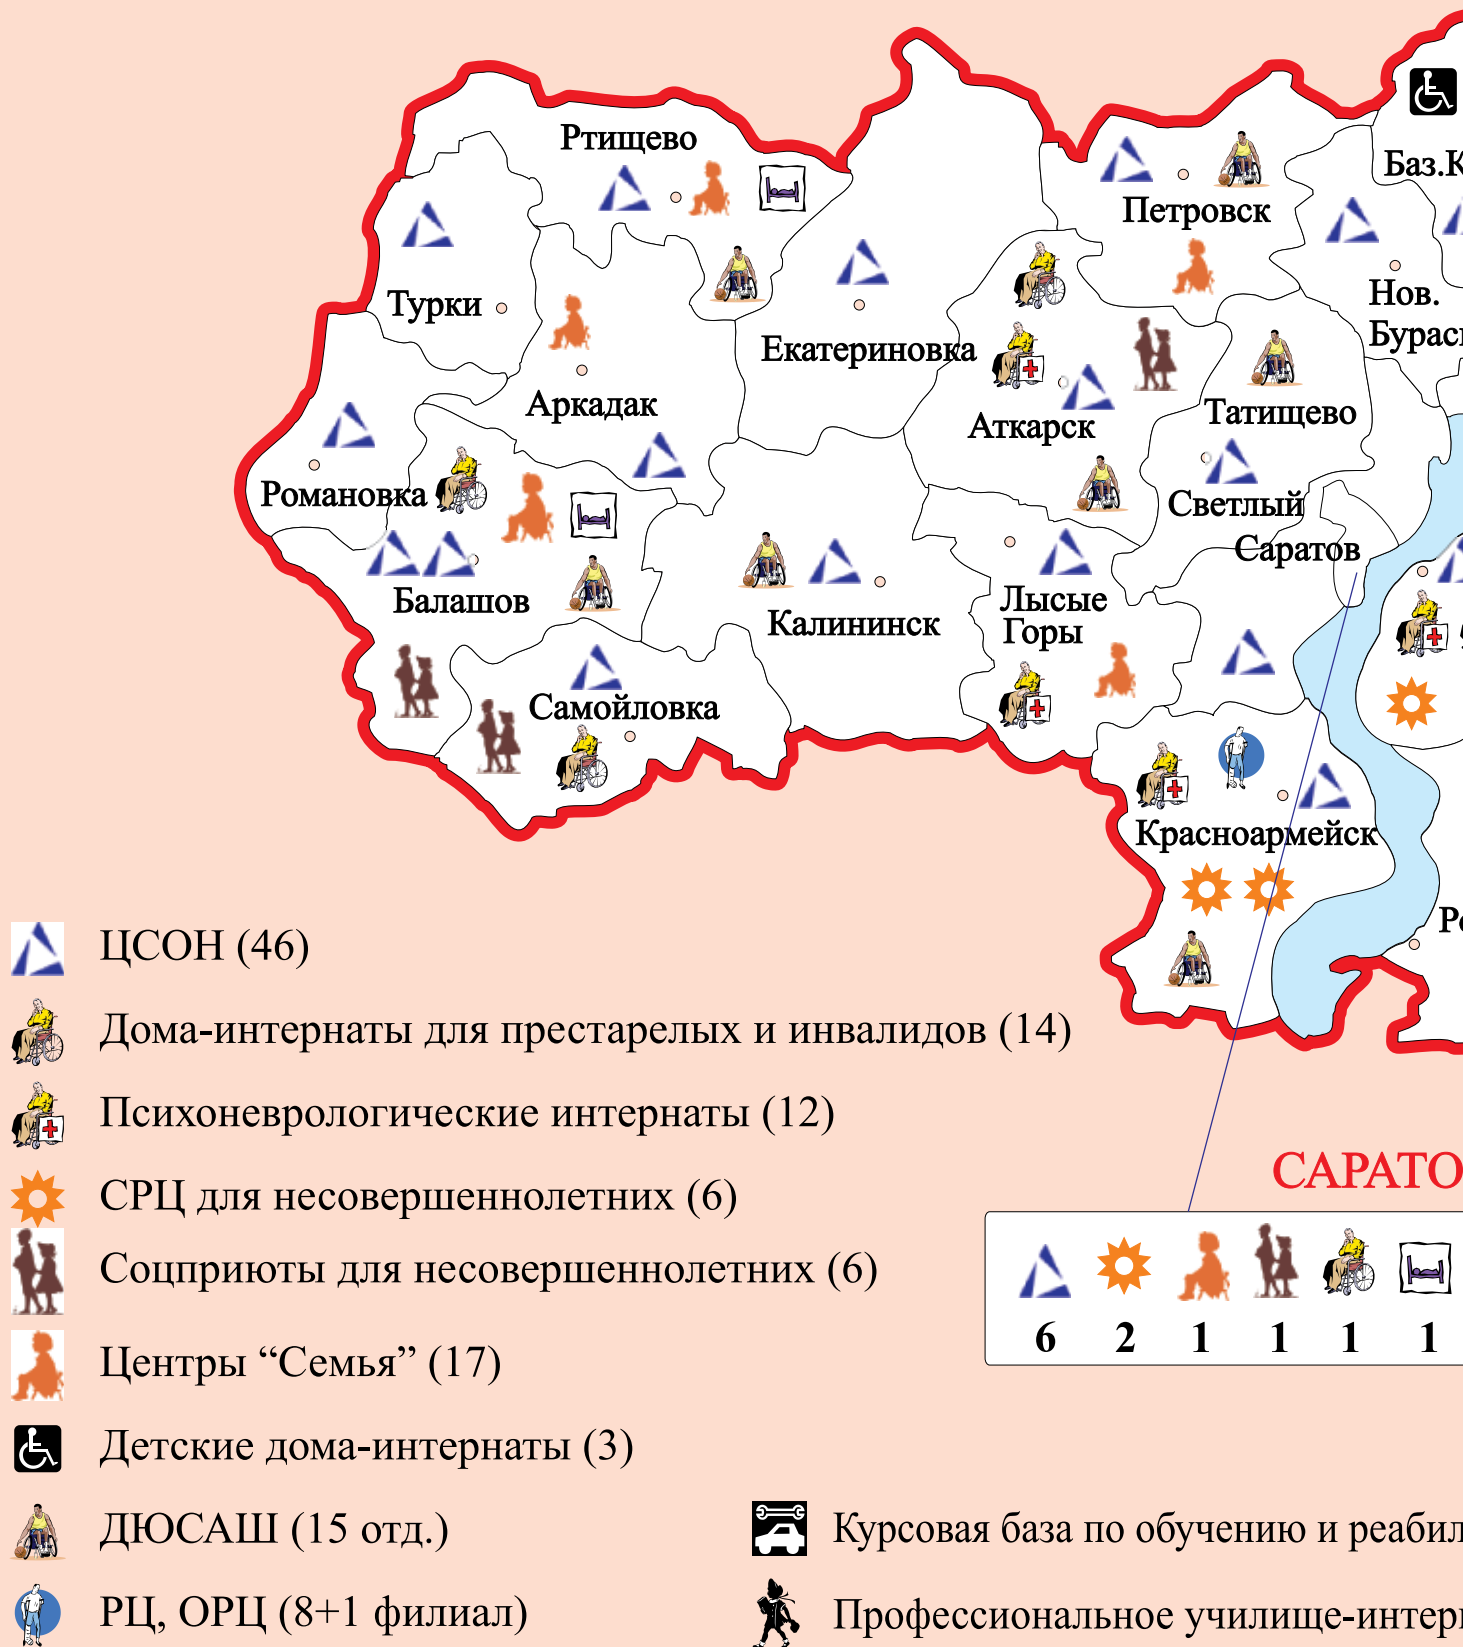 Ртищево
Баз.К
Петровск
Турки
Нов.
Бурасы
Екатериновка
Аркадак
Татищево
Аткарск
Романовка
Светлый
Саратов
Балашов
Лысые
Горы
Калининск
Самойловка
Красноармейск
Ро
ЦСОН (46)
Дома-интернаты для престарелых и инвалидов (14)
Психоневрологические интернаты (12)
САРАТО
СРЦ для несовершеннолетних (6)
Соцприюты для несовершеннолетних (6)
6 2 1 1 1 1
Центры “Семья” (17)
Детские дома-интернаты (3)
ДЮСАШ (15 отд.)
Курсовая база по обучению и реабил
РЦ, ОРЦ (8+1 филиал)
Профессиональное училище-интерн